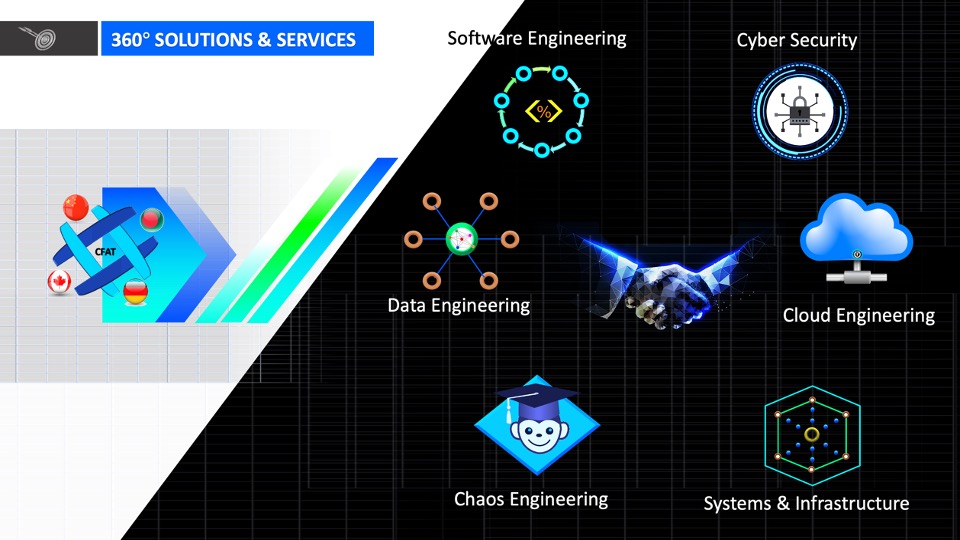 360° SOLUTIONS & SERVICES
Software Engineering
Cyber Security
%
CFAT
Data Engineering
Cloud Engineering
Chaos Engineering
Systems & Infrastructure